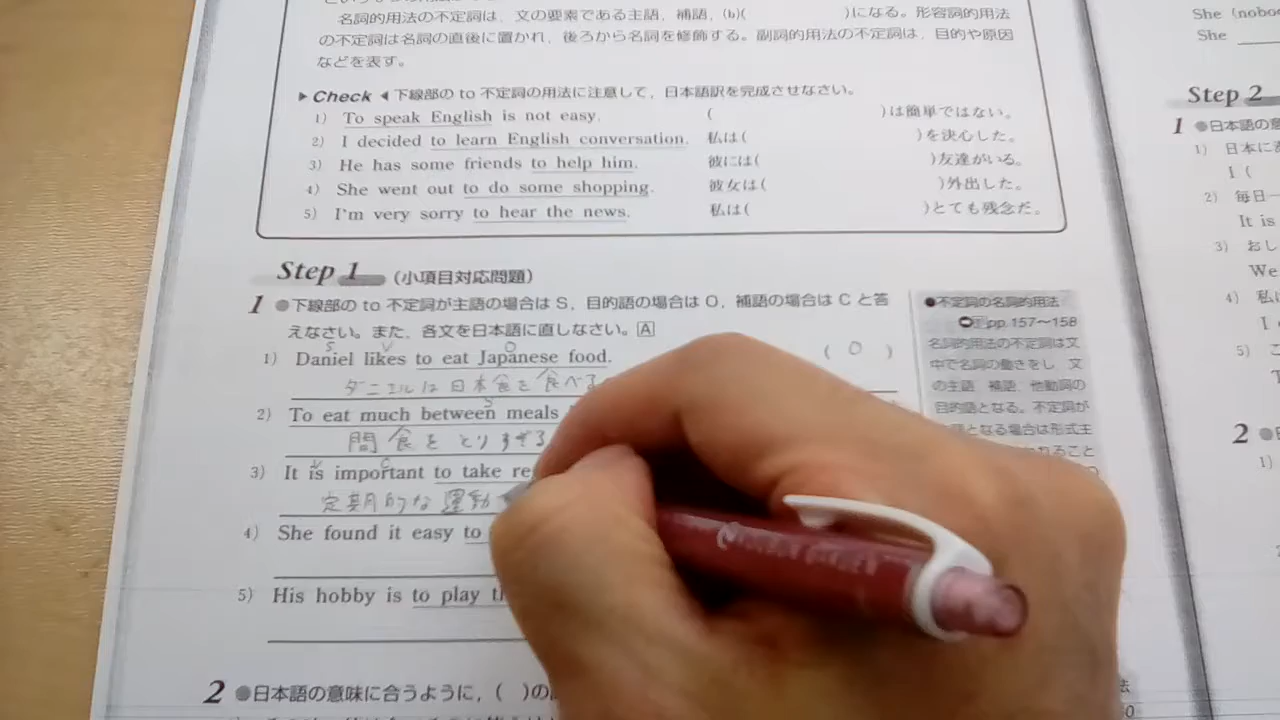 名詞的用法の不定詞は，文の要素である主語，補語，(b)(　　　)になる。形容詞的用法
の不定詞は名詞の直後に置かれ，後ろから名詞を修飾する。副詞的用法の不定詞は，目的や原因
などを表す。
▶ Check ◀ 下線部の to 不定詞の用法に注意して，日本語訳を完成させなさい。
1) To speak English is not easy. (　　　)は簡単ではない。
2) I decided to learn English conversation. 私は(　　　)を決心した。
3) He has some friends to help him. 彼には(　　　)友達がいる。
4) She went out to do some shopping. 彼女は(　　　)外出した。
5) I'm very sorry to hear the news. 私は(　　　)とても残念だ。
Step 1 (小項目対応問題)
1 ●下線部の to 不定詞が主語の場合は S，目的語の場合は O，補語の場合は C と答
えなさい。また，各文を日本語に直しなさい。A
S V O
1) Daniel likes to eat Japanese food. ( O )
ダニエルは日本食を食べる
S
2) To eat much between meals
間食をとりすぎる
V C
3) It is important to take re
定期的な運動
4) She found it easy to
5) His hobby is to play t
2 ●日本語の意味に合うように，(　)の
●不定詞の名詞的用法
pp.157～158
名詞的用法の不定詞は文
中で名詞の働きをし，文
の主語，補語，他動詞の
目的語となる。不定詞が
語となる場合は形式主
れること
She (nobo
She
Step 2
1 ●日本語の意
1) 日本に
I (
2) 毎日
It is
3) おし
We
4) 私
I
5) こ
T
2 ●
1)